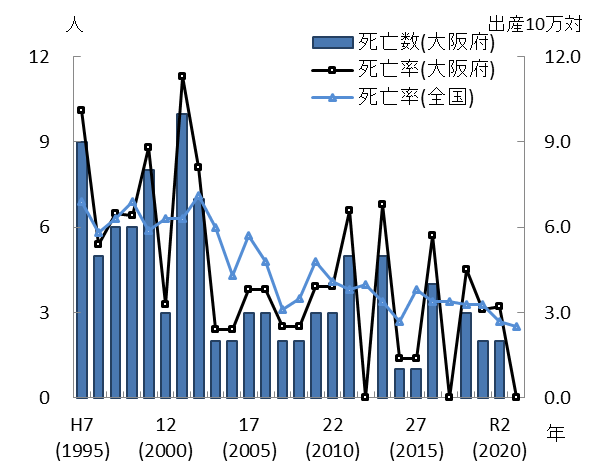 人 出産10万対
死亡数(大阪府)
死亡率(大阪府)
死亡率(全国)
12 12.0
9 9.0
6 6.0
3 3.0
0 0.0
H7 12 17 22 27 R2
(1995) (2000) (2005) (2010) (2015) (2020) 年